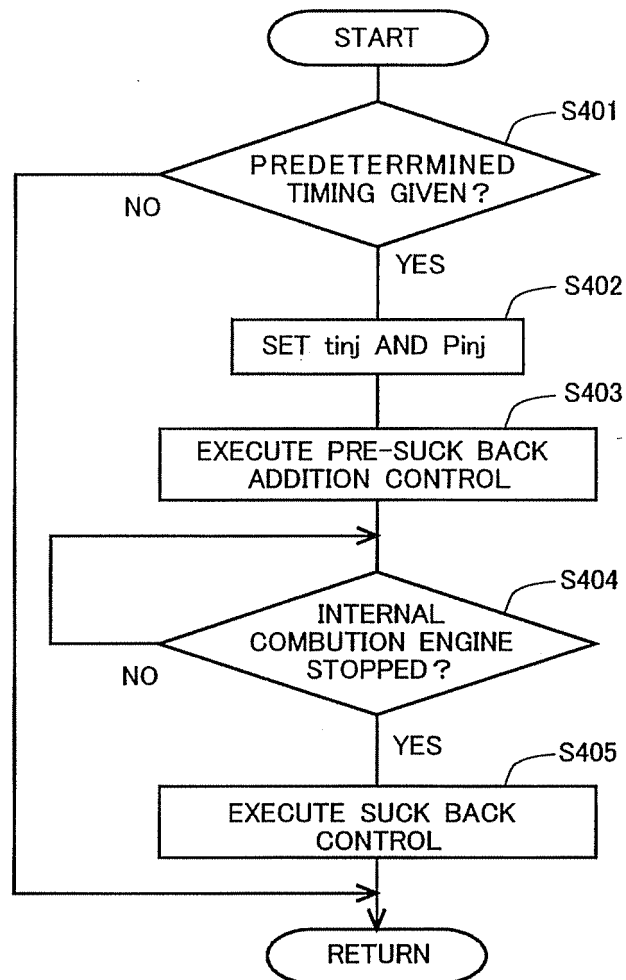 START
S401
PREDETERRMINED
TIMING GIVEN?
NO
YES
S402
SET tinj AND Pinj
S403
EXECUTE PRE-SUCK BACK
ADDITION CONTROL
S404
INTERNAL
COMBUTION ENGINE
STOPPED?
NO
YES
S405
EXECUTE SUCK BACK
CONTROL
RETURN